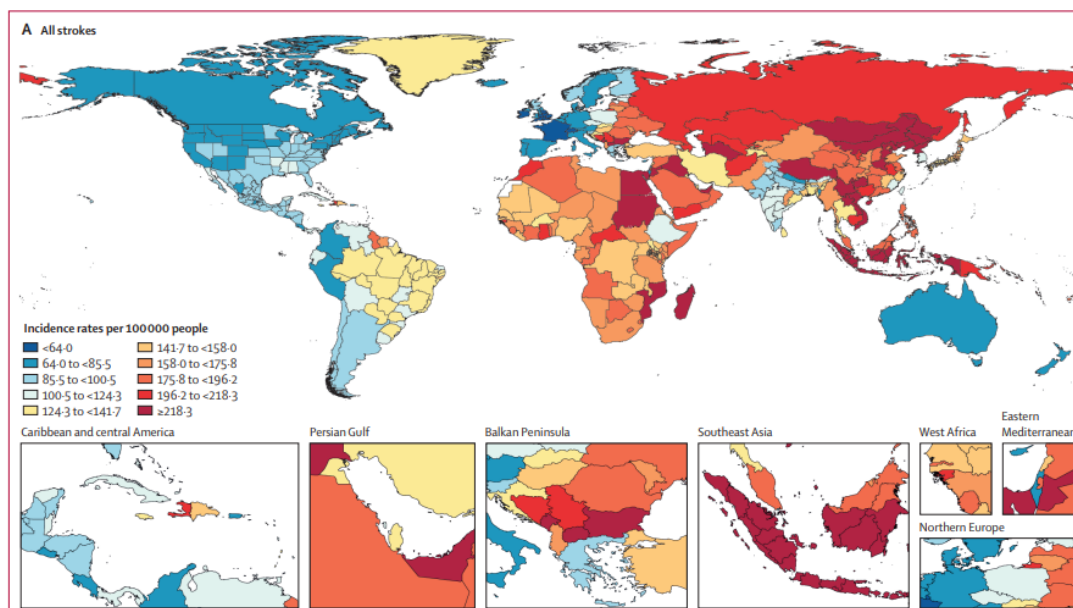 A All strokes
Incidence rates per 100 000 people
<64·0
64·0 to <85·5
85·5 to <100·5
100·5 to <124·3
124·3 to <141·7
141·7 to <158·0
158·0 to <175·8
175·8 to <196·2
196·2 to <218·3
≥218·3
Caribbean and central America
Persian Gulf
Balkan Peninsula
Southeast Asia
West Africa
Eastern
Mediterranean
Northern Europe